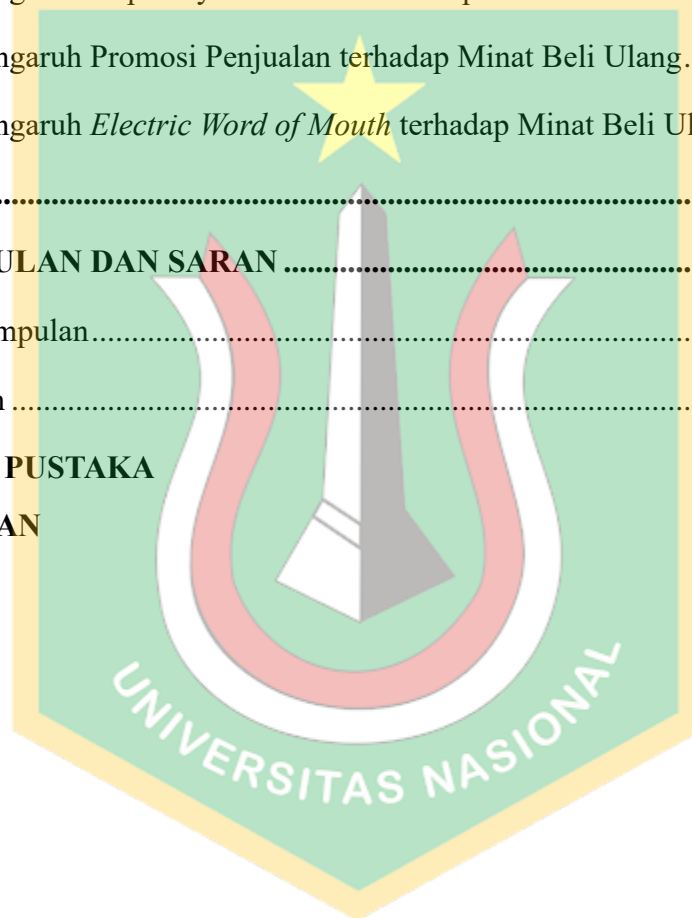 ngaruh Promosi Penjualan terhadap Minat Beli Ulang.
ngaruh Electric Word of Mouth terhadap Minat Beli Ul
................................................................................
ULAN DAN SARAN ................................................
mpulan................................................................................
n ................................................................................
PUSTAKA
AN
UNIVERSITAS NASIONAL